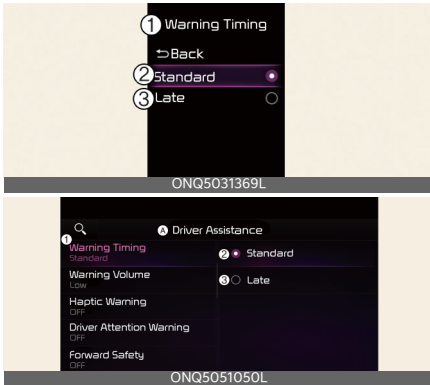 ① Warning Timing
⮌Back
② Standard
③ Late
ONQ5031369L
Ⓐ Driver Assistance
① Warning Timing
Standard
② Standard
Warning Volume
Low
③ Late
Haptic Warning
OFF
Driver Attention Warning
OFF
Forward Safety
OFF
ONQ5051050L